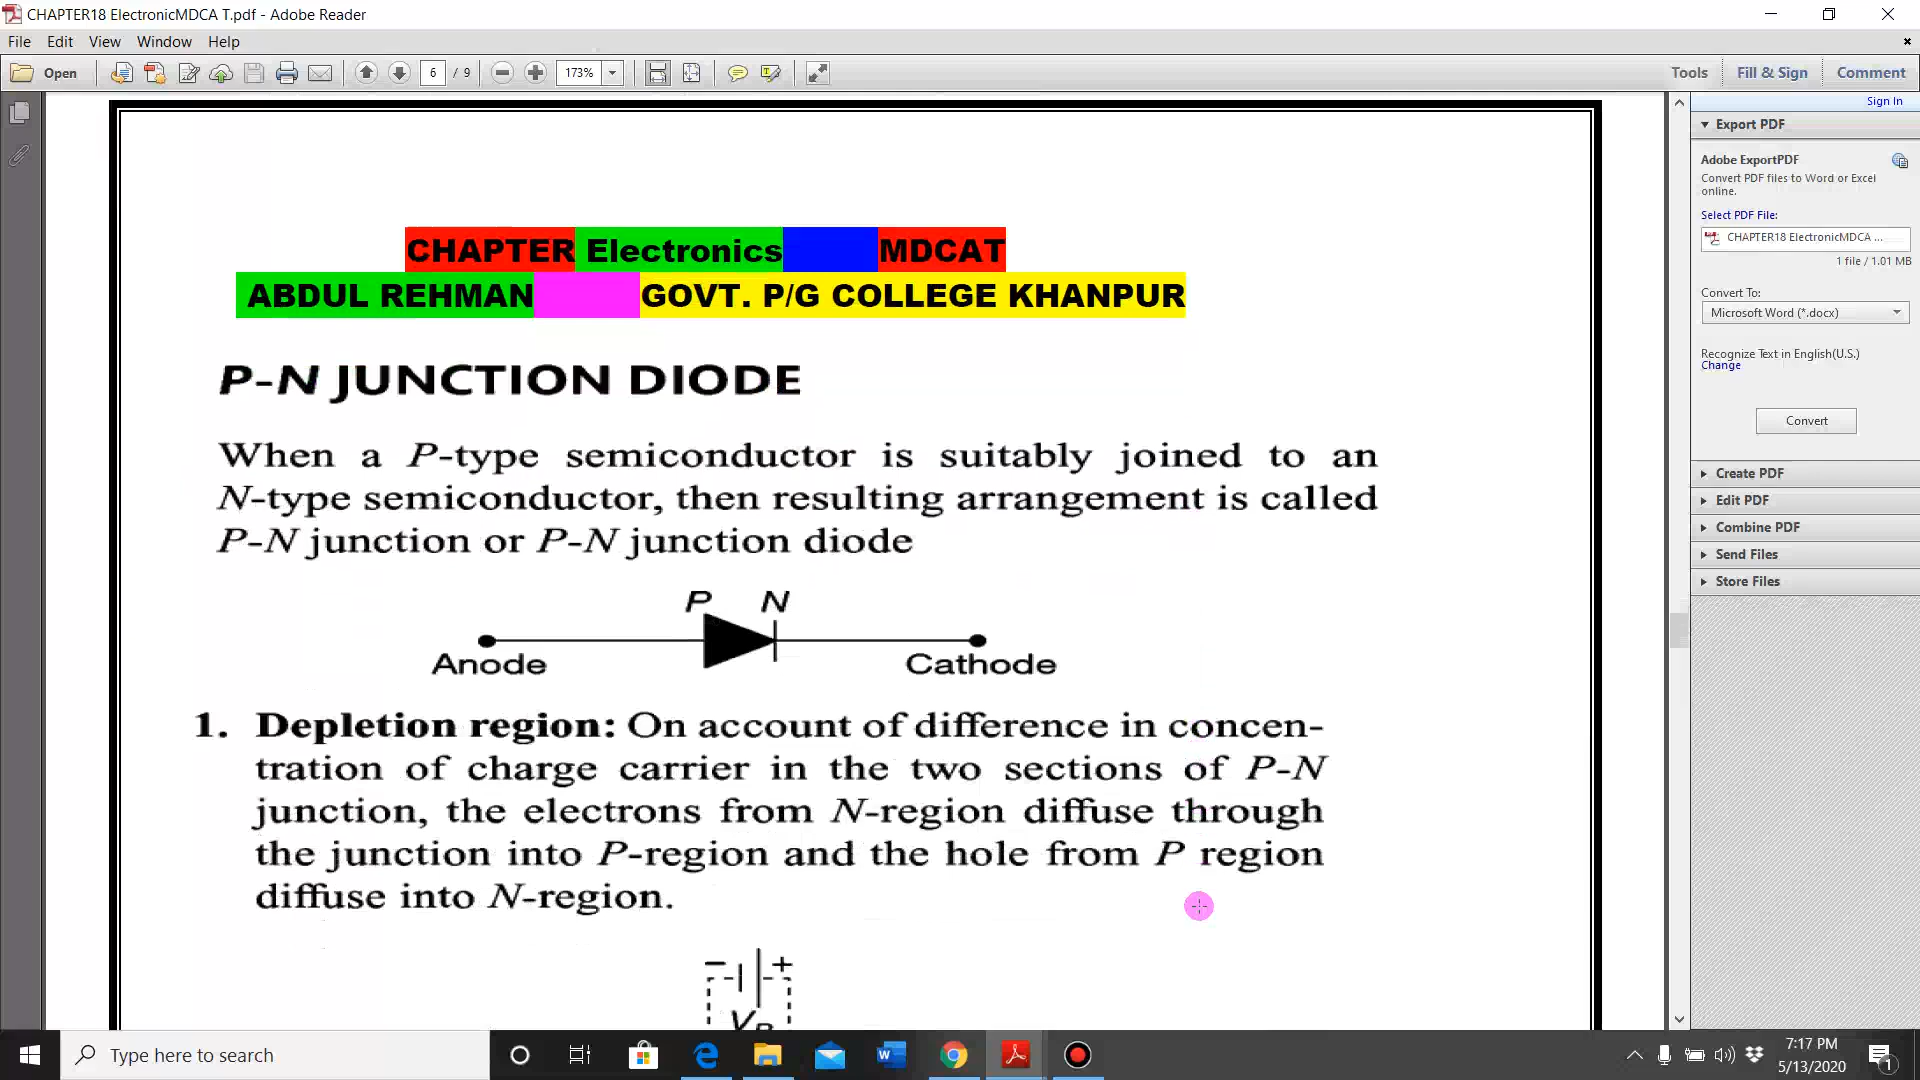 CHAPTER18 ElectronicMDCA T.pdf - Adobe Reader
File Edit View Window Help
Open 6 / 9 173% Tools Fill & Sign Comment
Sign In
Export PDF
Adobe ExportPDF
Convert PDF files to Word or Excel
online.
Select PDF File:
CHAPTER18 ElectronicMDCA ...
1 file / 1.01 MB
Convert To:
Microsoft Word (*.docx)
Recognize Text in English(U.S.)
Change
Convert
Create PDF
Edit PDF
Combine PDF
Send Files
Store Files
CHAPTER Electronics MDCAT
ABDUL REHMAN GOVT. P/G COLLEGE KHANPUR
P-N JUNCTION DIODE
When a P-type semiconductor is suitably joined to an
N-type semiconductor, then resulting arrangement is called
P-N junction or P-N junction diode
P N
Anode Cathode
1. Depletion region: On account of difference in concen-
tration of charge carrier in the two sections of P-N
junction, the electrons from N-region diffuse through
the junction into P-region and the hole from P region
diffuse into N-region.
– +
V_B
Type here to search
7:17 PM
5/13/2020
1